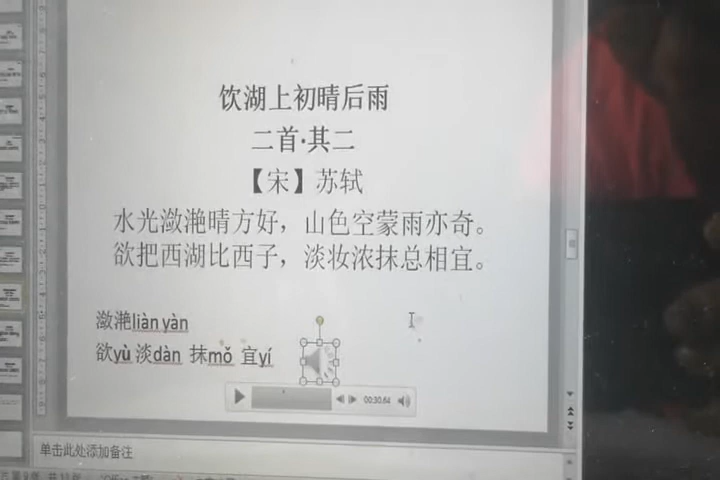 饮湖上初晴后雨
二首·其二
【宋】苏轼
水光潋滟晴方好，山色空蒙雨亦奇。
欲把西湖比西子，淡妆浓抹总相宜。
潋滟liàn yàn
欲yù 淡dàn 抹mǒ 宜yí
00:30.64
单击此处添加备注